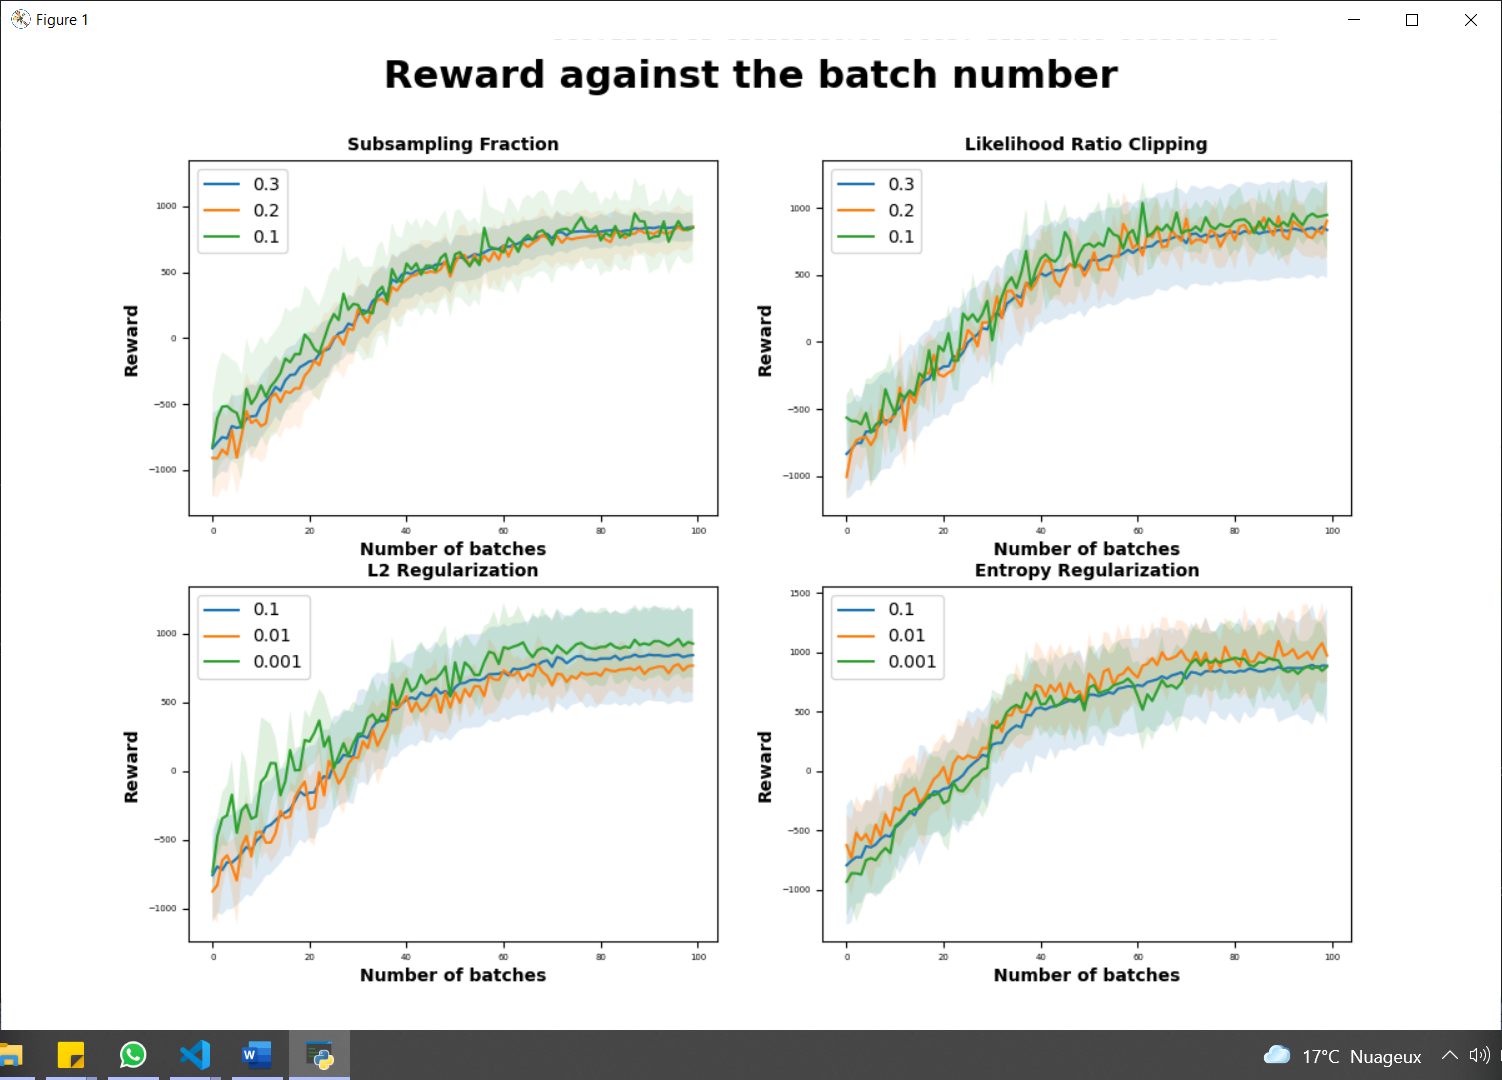 Figure 1
Reward against the batch number
Subsampling Fraction
0.3
0.2
0.1
1000
500
0
−500
−1000
Reward
0 20 40 60 80 100
Number of batches
Likelihood Ratio Clipping
0.3
0.2
0.1
1000
500
0
−500
−1000
Reward
0 20 40 60 80 100
Number of batches
L2 Regularization
0.1
0.01
0.001
1000
500
0
−500
−1000
Reward
0 20 40 60 80 100
Number of batches
Entropy Regularization
0.1
0.01
0.001
1500
1000
500
0
−500
−1000
Reward
0 20 40 60 80 100
Number of batches
W
17°C Nuageux